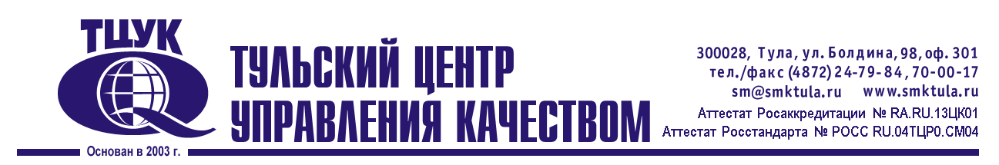 ТЦУК
Основан в 2003 г.
ТУЛЬСКИЙ ЦЕНТР
УПРАВЛЕНИЯ КАЧЕСТВОМ
300028, Тула, ул. Болдина, 98, оф. 301
тел./факс (4872) 24-79-84, 70-00-17
sm@smktula.ru www.smktula.ru
Аттестат Росаккредитации № RA.RU.13ЦК01
Аттестат Росстандарта № РОСС RU.04ТЦР0.СМ04